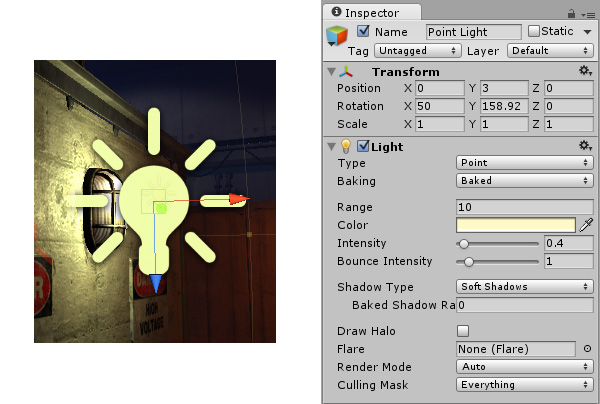 Inspector
Name Point Light Static
Tag Untagged Layer Default
Transform
Position X 0 Y 3 Z 0
Rotation X 50 Y 158.92 Z 0
Scale X 1 Y 1 Z 1
Light
Type Point
Baking Baked
Range 10
Color
Intensity 0.4
Bounce Intensity 1
Shadow Type Soft Shadows
Baked Shadow Ra 0
Draw Halo
Flare None (Flare)
Render Mode Auto
Culling Mask Everything
HIGH
VOLTAGE